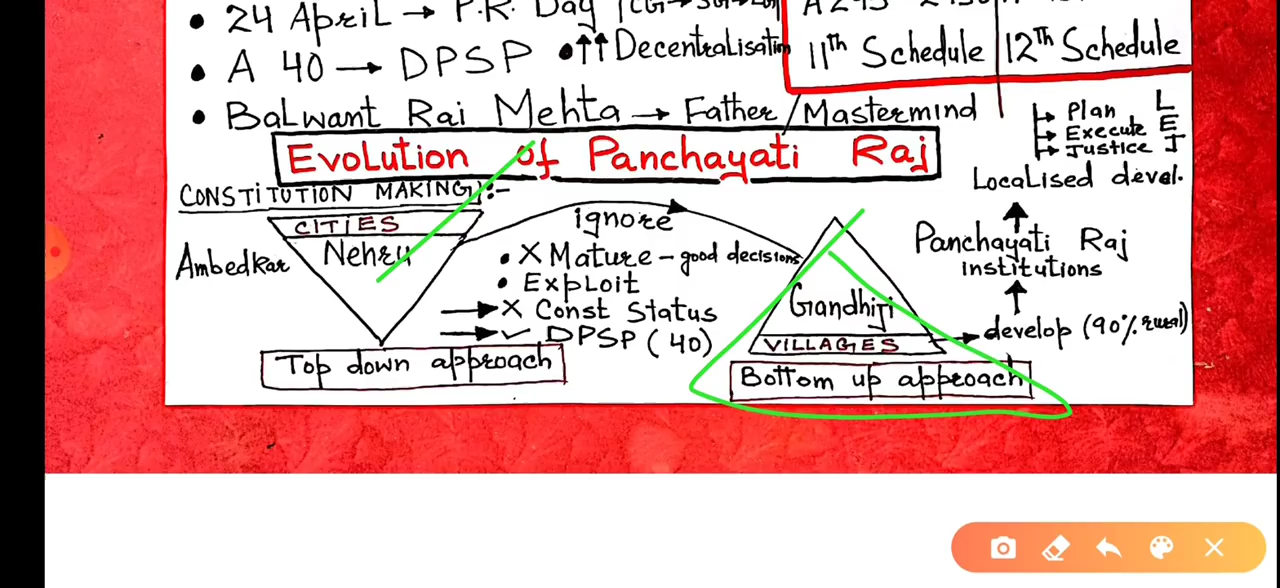 • 24 April → P.R. Day
• A 40 → DPSP • ↑↑ Decentralisation
11th Schedule | 12th Schedule
• Balwant Rai Mehta → Father / Mastermind
→ Plan L
→ Execute E
→ Justice J
Evolution of Panchayati Raj
Localised devel.
CONSTITUTION MAKING :-
CITIES
Nehru
Ambedkar
Top down approach
ignore
• X Mature - good decisions
• Exploit
→ X Const Status
→ ✓ DPSP (40)
Gandhiji
VILLAGES
Bottom up approach
Panchayati Raj
institutions
→ develop (90% rural)